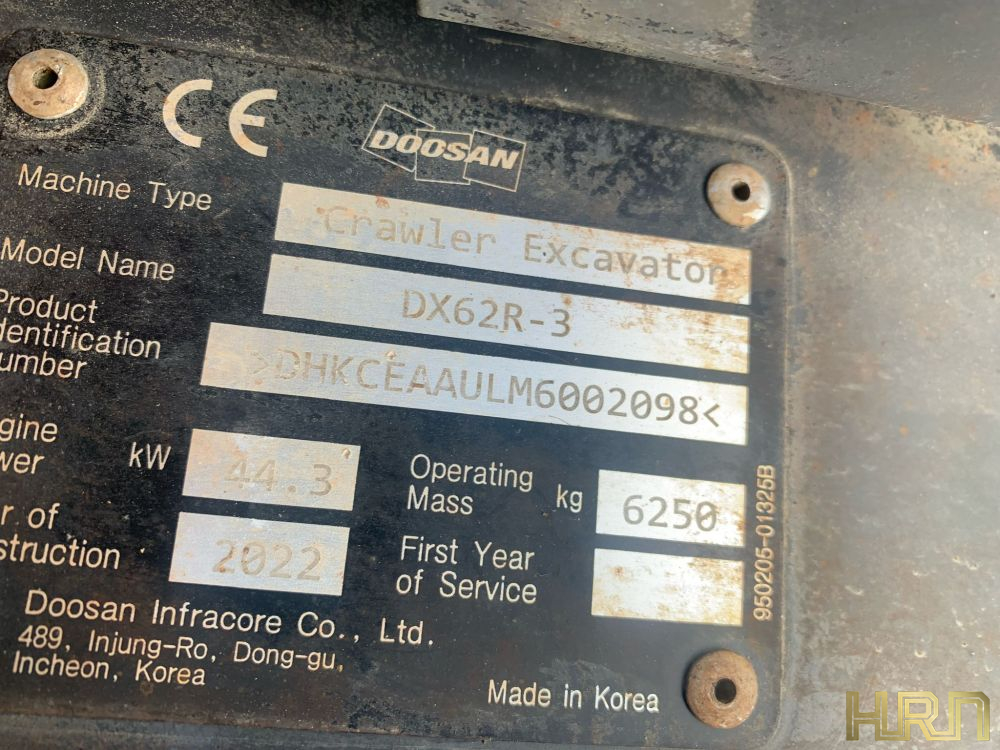 CE
DOOSAN
Machine Type
Crawler Excavator
Model Name
DX62R-3
Product
dentification
umber
>DHKCEAAULM6002098<
gine
wer
kW
44.3
Operating
Mass
kg
6250
r of
struction
2022
First Year
of Service
950205-01325B
Doosan Infracore Co., Ltd.
489, Injung-Ro, Dong-gu,
Incheon, Korea
Made in Korea
HRN